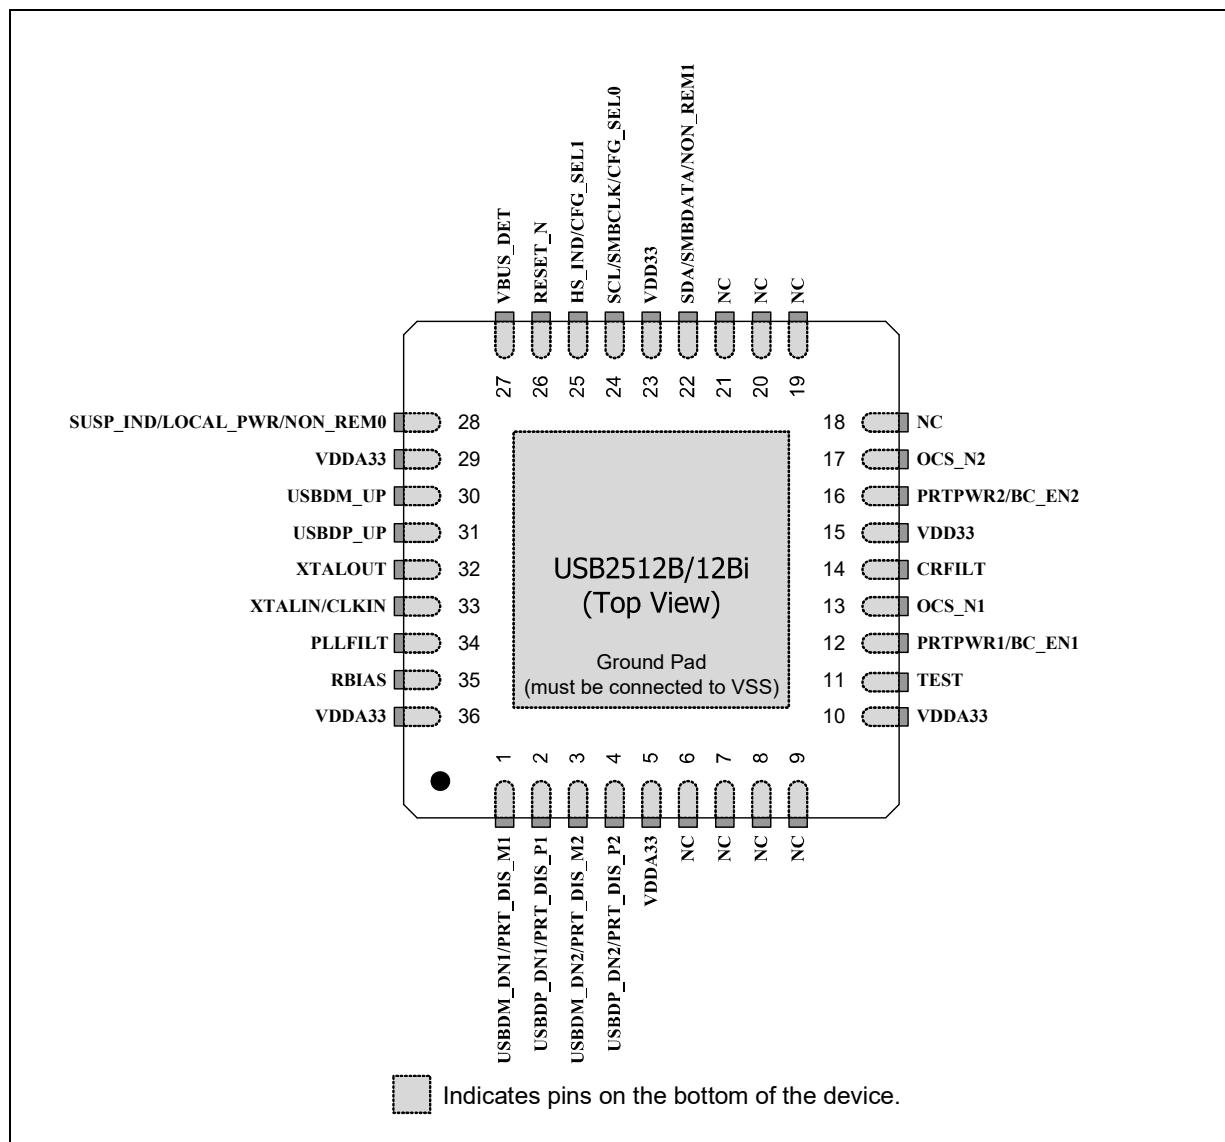 VBUS_DET
RESET_N
HS_IND/CFG_SEL1
SCL/SMBCLK/CFG_SEL0
VDD33
SDA/SMBDATA/NON_REM1
NC
NC
NC
27
26
25
24
23
22
21
20
19
SUSP_IND/LOCAL_PWR/NON_REM0 28
VDDA33 29
USBDM_UP 30
USBDP_UP 31
XTALOUT 32
XTALIN/CLKIN 33
PLLFILT 34
RBIAS 35
VDDA33 36
18 NC
17 OCS_N2
16 PRTPWR2/BC_EN2
15 VDD33
14 CRFILT
13 OCS_N1
12 PRTPWR1/BC_EN1
11 TEST
10 VDDA33
USB2512B/12Bi
(Top View)
Ground Pad
(must be connected to VSS)
1
2
3
4
5
6
7
8
9
USBDM_DN1/PRT_DIS_M1
USBDP_DN1/PRT_DIS_P1
USBDM_DN2/PRT_DIS_M2
USBDP_DN2/PRT_DIS_P2
VDDA33
NC
NC
NC
NC
Indicates pins on the bottom of the device.